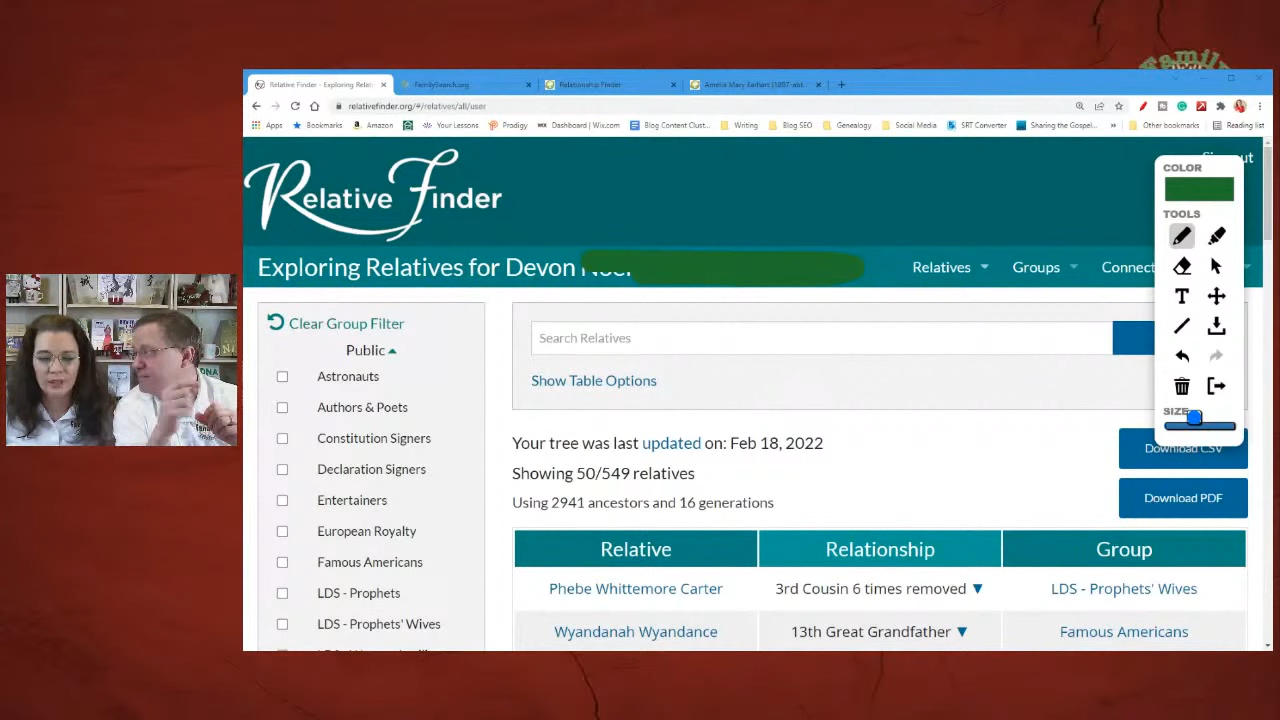 Relative Finder - Exploring Relat
FamilySearch.org
Relationship Finder
Amelia Mary Earhart (1897-abt.
relativefinder.org/#/relatives/all/user
Apps
Bookmarks
Amazon
Your Lessons
Prodigy
Dashboard | Wix.com
Blog Content Clust...
Writing
Blog SEO
Genealogy
Social Media
SRT Converter
Sharing the Gospel...
»
Other bookmarks
Reading list
Relative Finder
Exploring Relatives for Devon
Relatives
Groups
Connect
COLOR
TOOLS
T
SIZE
Clear Group Filter
Public
Astronauts
Authors & Poets
Constitution Signers
Declaration Signers
Entertainers
European Royalty
Famous Americans
LDS - Prophets
LDS - Prophets' Wives
Search Relatives
Show Table Options
Your tree was last updated on: Feb 18, 2022
Showing 50/549 relatives
Using 2941 ancestors and 16 generations
Download CSV
Download PDF
Relative Relationship Group
Phebe Whittemore Carter 3rd Cousin 6 times removed ▼ LDS - Prophets' Wives
Wyandanah Wyandance 13th Great Grandfather ▼ Famous Americans